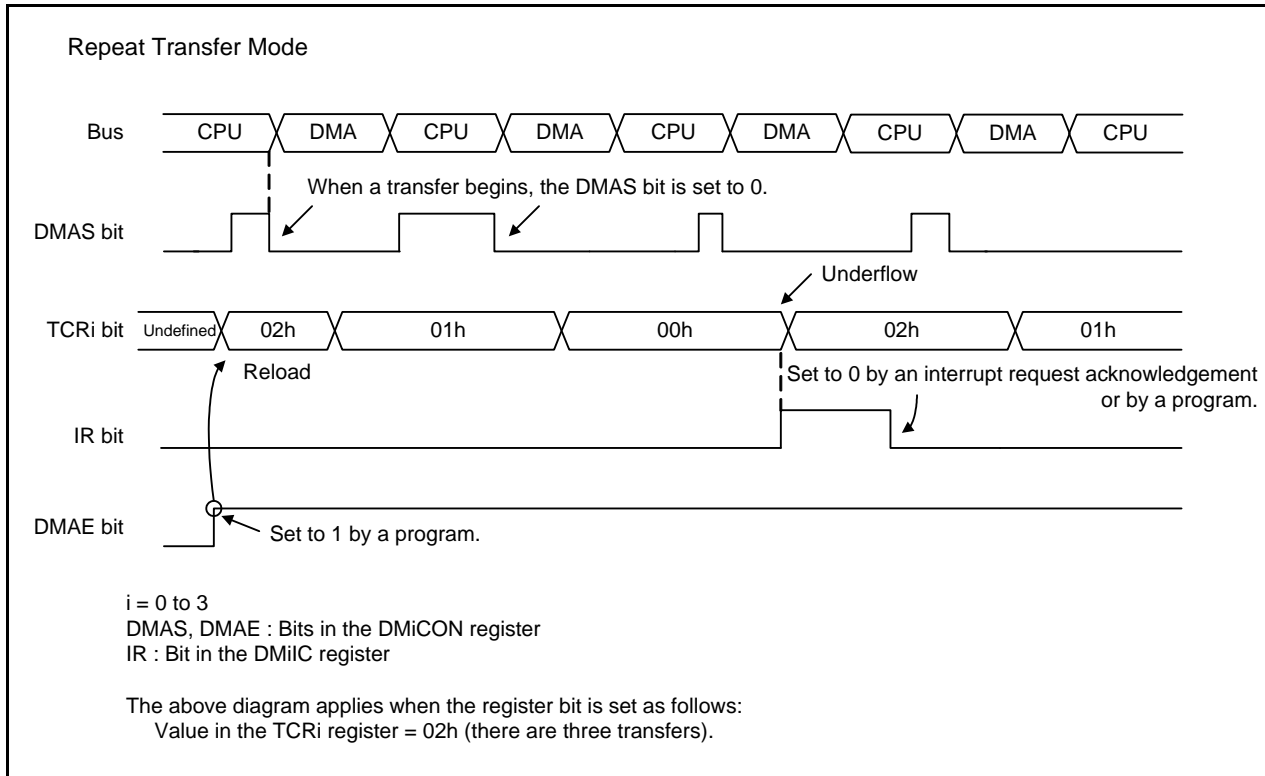 Repeat Transfer Mode
Bus CPU DMA CPU DMA CPU DMA CPU DMA CPU
When a transfer begins, the DMAS bit is set to 0.
DMAS bit
Underflow
TCRi bit Undefined 02h 01h 00h 02h 01h
Reload
Set to 0 by an interrupt request acknowledgement
or by a program.
IR bit
DMAE bit
Set to 1 by a program.
i = 0 to 3
DMAS, DMAE : Bits in the DMiCON register
IR : Bit in the DMiIC register
The above diagram applies when the register bit is set as follows:
Value in the TCRi register = 02h (there are three transfers).